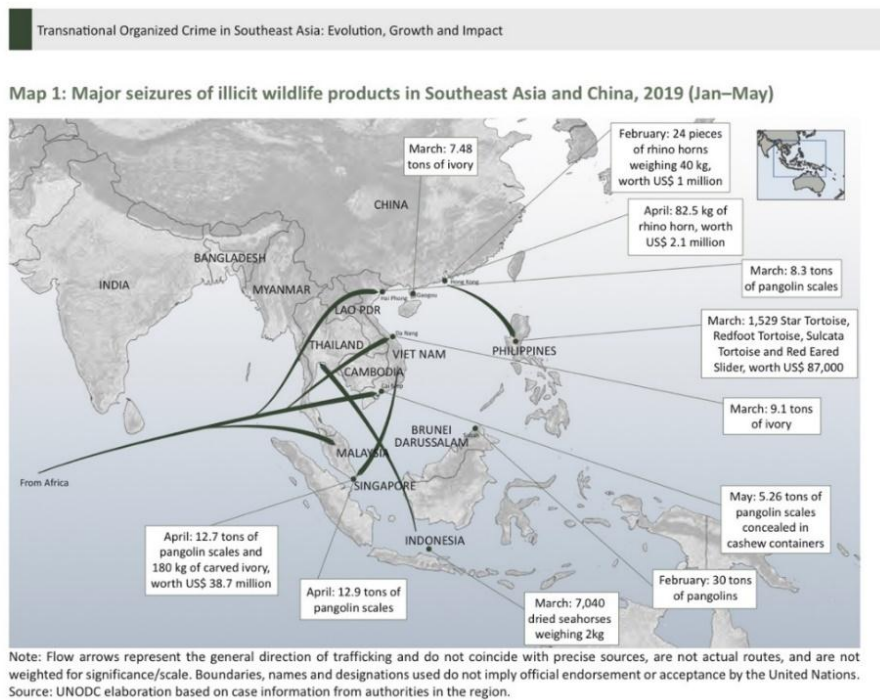 Transnational Organized Crime in Southeast Asia: Evolution, Growth and Impact
Map 1: Major seizures of illicit wildlife products in Southeast Asia and China, 2019 (Jan–May)
March: 7.48
tons of ivory
February: 24 pieces
of rhino horns
weighing 40 kg,
worth US$ 1 million
April: 82.5 kg of
rhino horn, worth
US$ 2.1 million
March: 8.3 tons
of pangolin scales
March: 1,529 Star Tortoise,
Redfoot Tortoise, Sulcata
Tortoise and Red Eared
Slider, worth US$ 87,000
March: 9.1 tons
of ivory
May: 5.26 tons of
pangolin scales
concealed in
cashew containers
February: 30 tons
of pangolins
March: 7,040
dried seahorses
weighing 2kg
April: 12.9 tons of
pangolin scales
April: 12.7 tons of
pangolin scales and
180 kg of carved ivory,
worth US$ 38.7 million
CHINA
BANGLADESH
INDIA
MYANMAR
Hong Kong
Hai Phong
LAO PDR
Da Nang
THAILAND
VIET NAM
PHILIPPINES
CAMBODIA
BRUNEI
DARUSSALAM
MALAYSIA
From Africa
SINGAPORE
INDONESIA
Note: Flow arrows represent the general direction of trafficking and do not coincide with precise sources, are not actual routes, and are not
weighted for significance/scale. Boundaries, names and designations used do not imply official endorsement or acceptance by the United Nations.
Source: UNODC elaboration based on case information from authorities in the region.